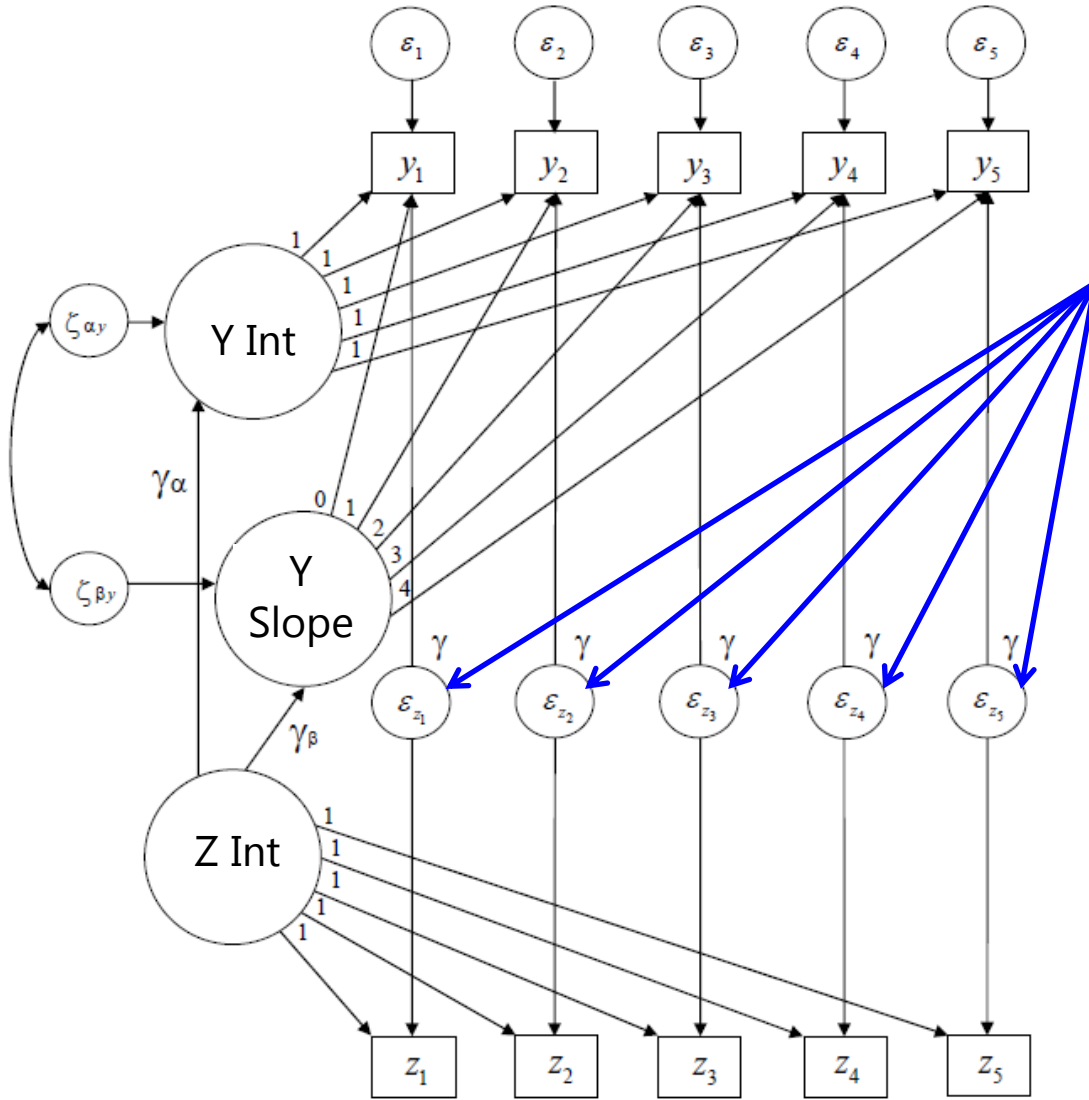 ε₁ ε₂ ε₃ ε₄ ε₅
y₁ y₂ y₃ y₄ y₅
1
1
1
1
1
ζαy
Y Int
γα
0
1
2
3
4
ζβy
Y
Slope
γ γ γ γ γ
εz₁ εz₂ εz₃ εz₄ εz₅
γβ
Z Int
1
1
1
1
1
z₁ z₂ z₃ z₄ z₅